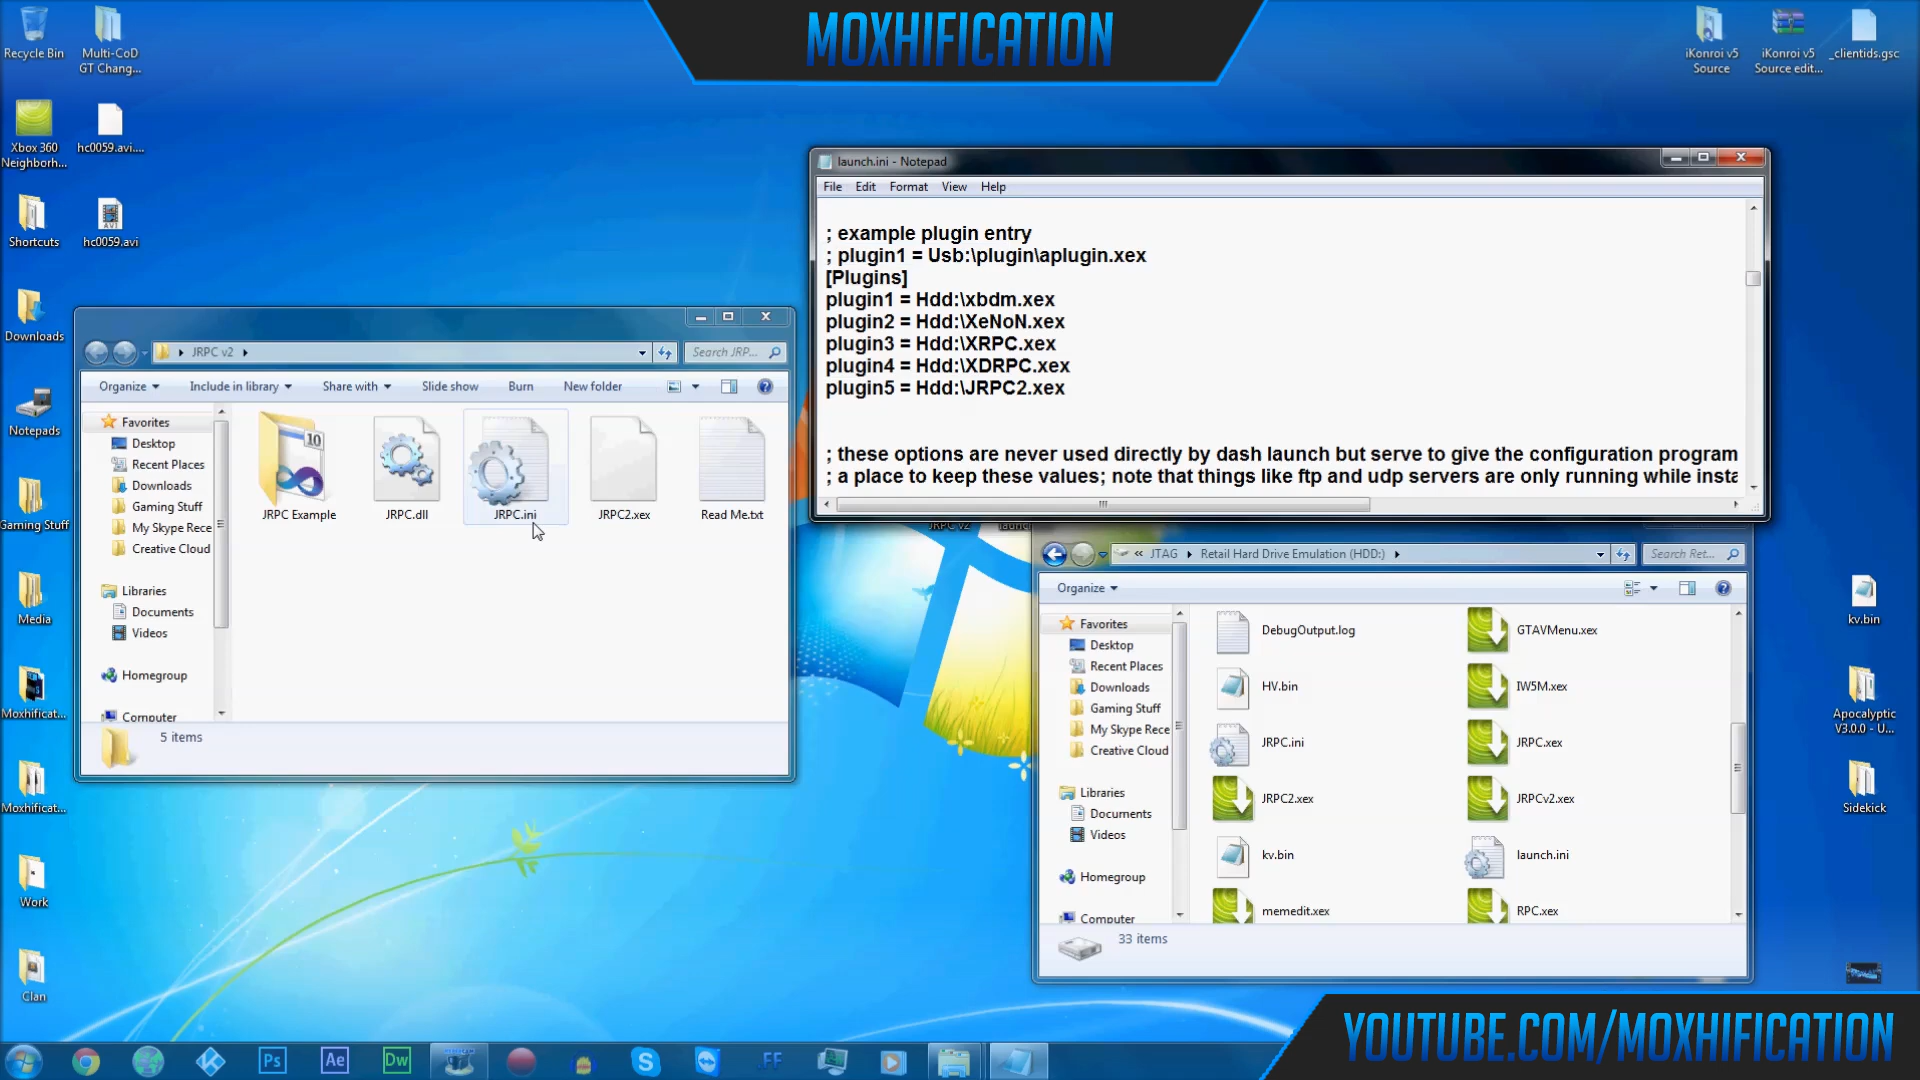 MOXHIFICATION
Recycle Bin
Multi-CoD
GT Chang...
Xbox 360
Neighborh...
hc0059.avi....
Shortcuts
hc0059.avi
Downloads
Notepads
Gaming Stuff
Media
Moxhificat...
Moxhificat...
Work
Clan
iKonroi v5
Source
iKonroi v5
Source edit...
_clientids.gsc
kv.bin
Apocalyptic
V3.0.0 - U...
Sidekick
launch.ini - Notepad
File Edit Format View Help
; example plugin entry
; plugin1 = Usb:\plugin\aplugin.xex
[Plugins]
plugin1 = Hdd:\xbdm.xex
plugin2 = Hdd:\XeNoN.xex
plugin3 = Hdd:\XRPC.xex
plugin4 = Hdd:\XDRPC.xex
plugin5 = Hdd:\JRPC2.xex
; these options are never used directly by dash launch but serve to give the configuration program
; a place to keep these values; note that things like ftp and udp servers are only running while insta
JRPC v2
Search JRP...
Organize Include in library Share with Slide show Burn New folder
Favorites
Desktop
Recent Places
Downloads
Gaming Stuff
My Skype Rece
Creative Cloud
Libraries
Documents
Videos
Homegroup
Computer
10
JRPC Example
JRPC.dll
JRPC.ini
JRPC2.xex
Read Me.txt
5 items
JRPC v2
« JTAG Retail Hard Drive Emulation (HDD:)
Search Ret...
Organize
Favorites
Desktop
Recent Places
Downloads
Gaming Stuff
My Skype Rece
Creative Cloud
Libraries
Documents
Videos
Homegroup
Computer
DebugOutput.log
GTAVMenu.xex
HV.bin
IW5M.xex
JRPC.ini
JRPC.xex
JRPC2.xex
JRPCv2.xex
kv.bin
launch.ini
memedit.xex
RPC.xex
33 items
Ps
Ae
Dw
.FF
YOUTUBE.COM/MOXHIFICATION